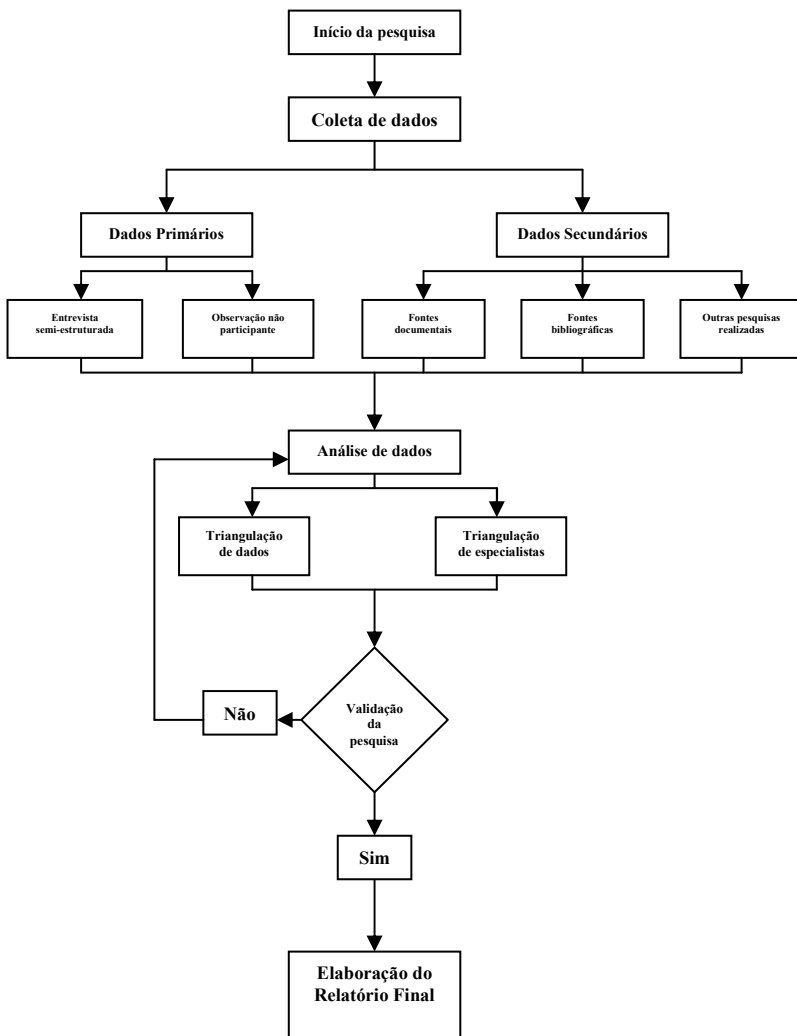 Início da pesquisa
Coleta de dados
Dados Primários
Dados Secundários
Entrevista
semi-estruturada
Observação não
participante
Fontes
documentais
Fontes
bibliográficas
Outras pesquisas
realizadas
Análise de dados
Triangulação
de dados
Triangulação
de especialistas
Validação
da
pesquisa
Não
Sim
Elaboração do
Relatório Final